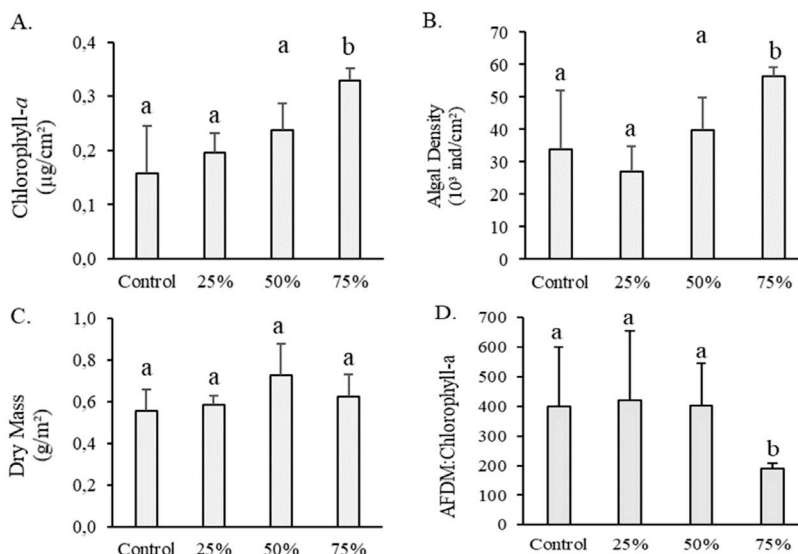 A.
Chlorophyll-a
(µg/cm²)
0,4
0,3
0,2
0,1
0,0
a
a
a
b
Control 25% 50% 75%
B.
Algal Density
(10³ ind/cm²)
70
60
50
40
30
20
10
0
a
a
a
b
Control 25% 50% 75%
C.
Dry Mass
(g/m²)
1,0
0,8
0,6
0,4
0,2
0,0
a
a
a
a
Control 25% 50% 75%
D.
AFDM:Chlorophyll-a
700
600
500
400
300
200
100
0
a
a
a
b
Control 25% 50% 75%